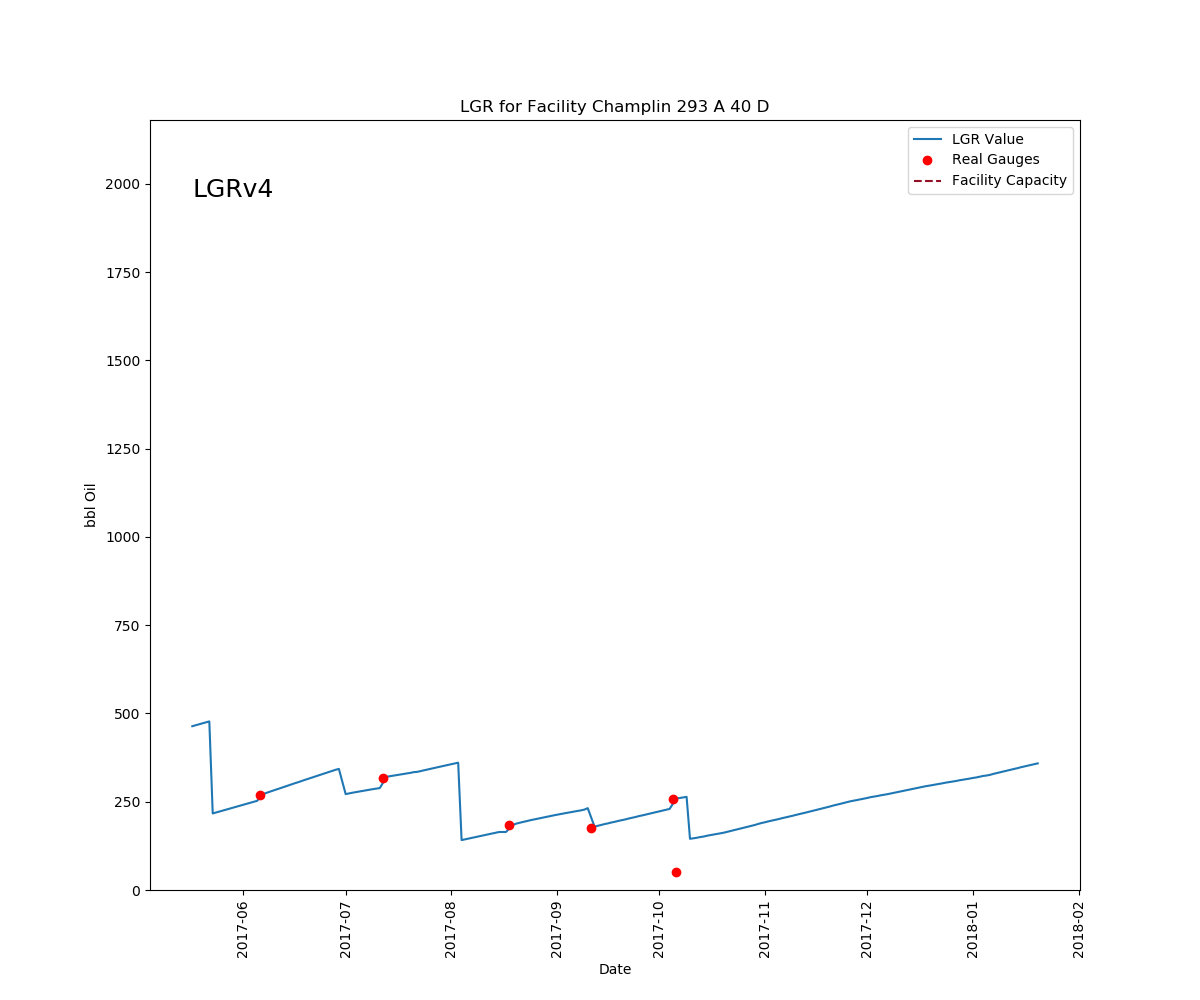 LGR for Facility Champlin 293 A 40 D
LGRv4
LGR Value
Real Gauges
Facility Capacity
2000
1750
1500
1250
1000
750
500
250
0
bbl Oil
2017-06
2017-07
2017-08
2017-09
2017-10
2017-11
2017-12
2018-01
2018-02
Date